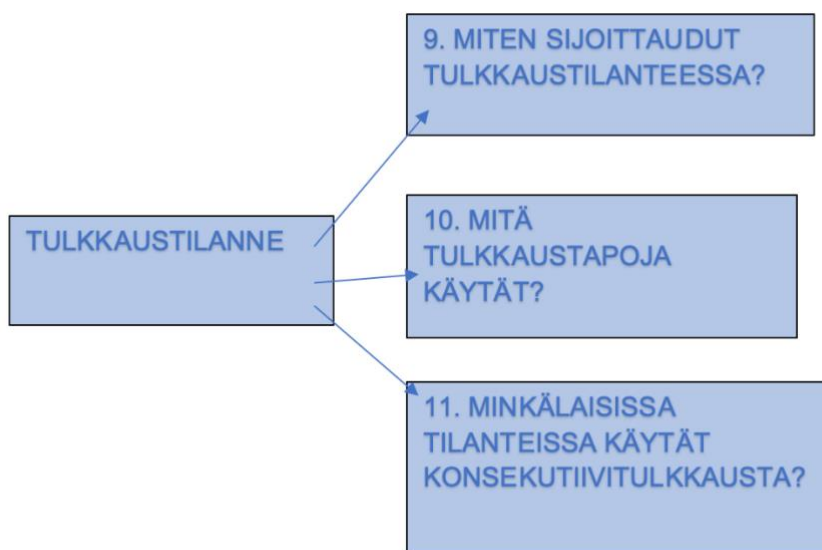 9. MITEN SIJOITTAUDUT
TULKKAUSTILANTEESSA?
TULKKAUSTILANNE
10. MITÄ
TULKKAUSTAPOJA
KÄYTÄT?
11. MINKÄLAISISSA
TILANTEISSA KÄYTÄT
KONSEKUTIIVITULKKAUSTA?